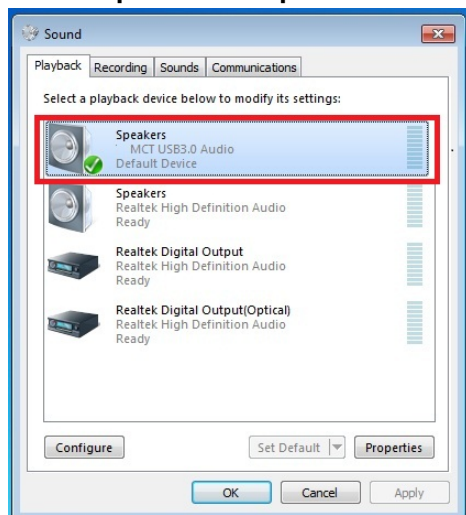 Sound
Playback Recording Sounds Communications
Select a playback device below to modify its settings:
Speakers
MCT USB3.0 Audio
Default Device
Speakers
Realtek High Definition Audio
Ready
Realtek Digital Output
Realtek High Definition Audio
Ready
Realtek Digital Output(Optical)
Realtek High Definition Audio
Ready
Configure Set Default Properties
OK Cancel Apply